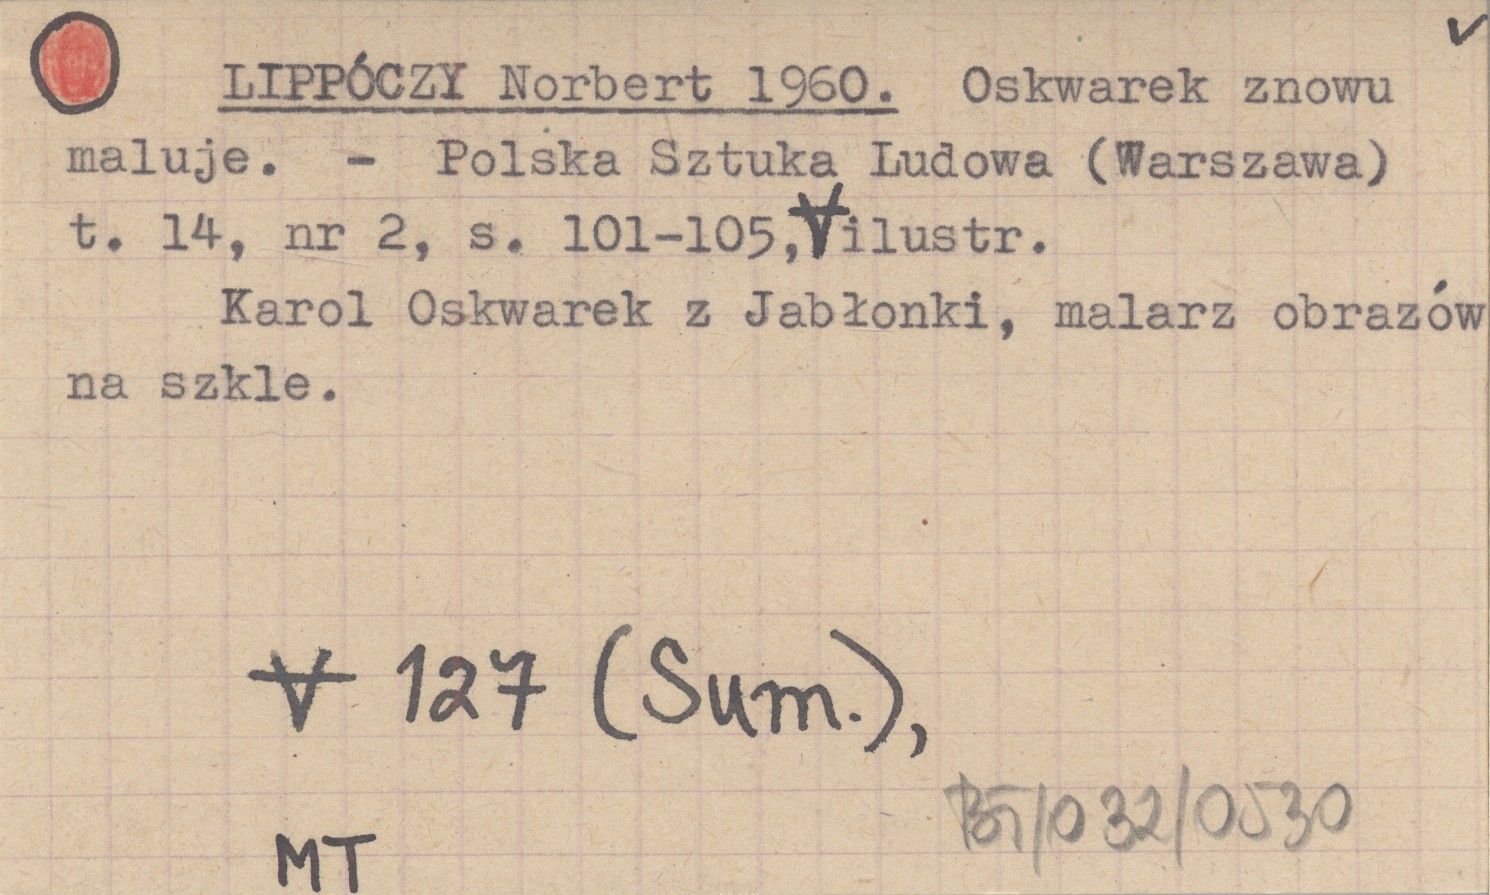 LIPPÓCZY Norbert 1960. Oskwarek znowu
maluje. - Polska Sztuka Ludowa (Warszawa)
t. 14, nr 2, s. 101-105, ilustr.
Karol Oskwarek z Jabłonki, malarz obrazów
na szkle.
127 (Sum.),
BT/032/0530
MT